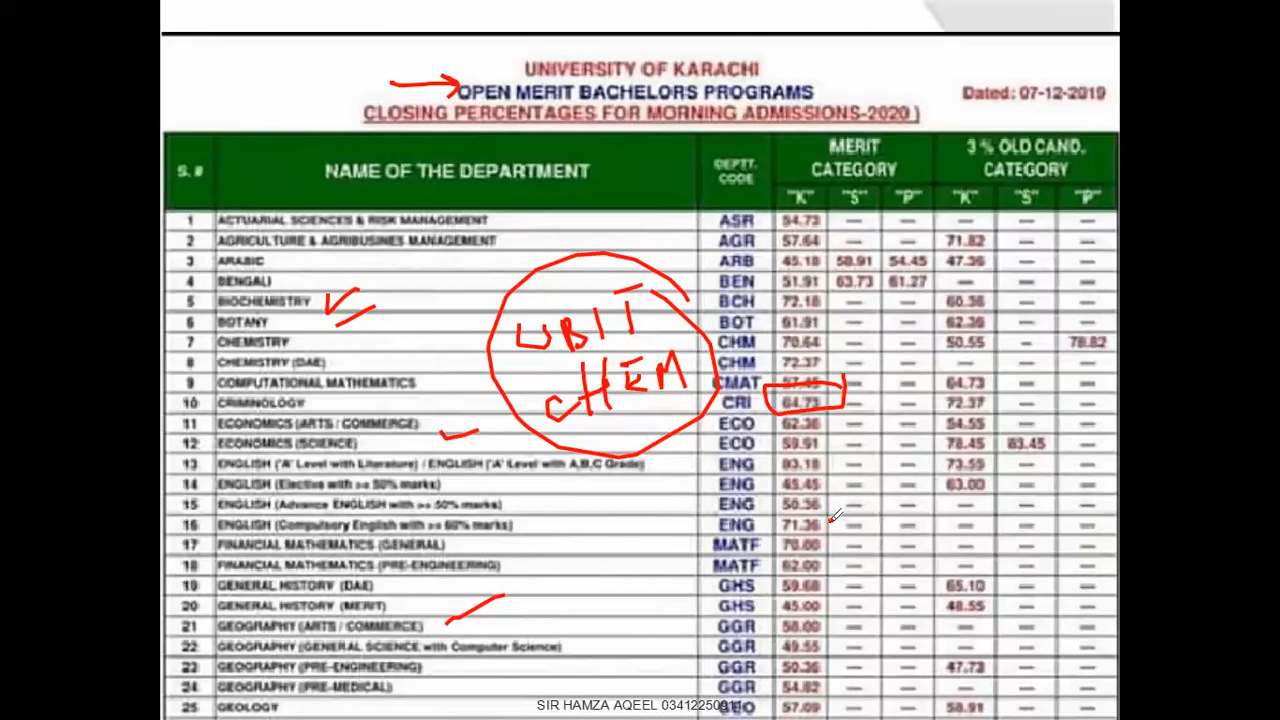 UNIVERSITY OF KARACHI
OPEN MERIT BACHELORS PROGRAMS
Dated: 07-12-2019
CLOSING PERCENTAGES FOR MORNING ADMISSIONS-2020 )
S. # NAME OF THE DEPARTMENT DEPTT. CODE MERIT CATEGORY 3 % OLD CAND. CATEGORY
"K" "S" "P" "K" "S" "P"
1 ACTUARIAL SCIENCES & RISK MANAGEMENT ASR 54.73 — — — — —
2 AGRICULTURE & AGRIBUSINES MANAGEMENT AGR 57.64 — — 71.82 — —
3 ARABIC ARB 45.18 58.91 54.45 47.36 — —
4 BENGALI BEN 51.91 63.73 61.27 — — —
5 BIOCHEMISTRY BCH 72.18 — — 60.36 — —
6 BOTANY BOT 61.91 — — 62.36 — —
7 CHEMISTRY CHM 70.64 — — 50.55 - 78.82
8 CHEMISTRY (DAE) CHM 72.37 — — — — —
9 COMPUTATIONAL MATHEMATICS CMAT 57.45 — — 64.73 — —
10 CRIMINOLOGY CRI 64.73 — — 72.37 — —
11 ECONOMICS (ARTS / COMMERCE) ECO 62.36 — — 54.55 — —
12 ECONOMICS (SCIENCE) ECO 59.91 — — 78.45 83.45 —
13 ENGLISH ('A' Level with Literature) / ENGLISH ('A' Level with A,B,C Grade) ENG 83.18 — — 73.55 — —
14 ENGLISH (Elective with >= 50% marks) ENG 45.45 — — 63.00 — —
15 ENGLISH (Advance ENGLISH with >= 50% marks) ENG 50.36 — — — — —
16 ENGLISH (Compulsory English with >= 60% marks) ENG 71.36 — — — — —
17 FINANCIAL MATHEMATICS (GENERAL) MATF 70.00 — — — — —
18 FINANCIAL MATHEMATICS (PRE-ENGINEERING) MATF 62.00 — — — — —
19 GENERAL HISTORY (DAE) GHS 59.68 — — 65.10 — —
20 GENERAL HISTORY (MERIT) GHS 45.00 — — 48.55 — —
21 GEOGRAPHY (ARTS / COMMERCE) GGR 58.00 — — — — —
22 GEOGRAPHY (GENERAL SCIENCE with Computer Science) GGR 49.55 — — — — —
23 GEOGRAPHY (PRE-ENGINEERING) GGR 50.36 — — 47.73 — —
24 GEOGRAPHY (PRE-MEDICAL) GGR 54.82 — — — — —
25 GEOLOGY GEO 57.09 — — 58.91 — —
UBIT
CHEM
SIR HAMZA AQEEL 03412250911